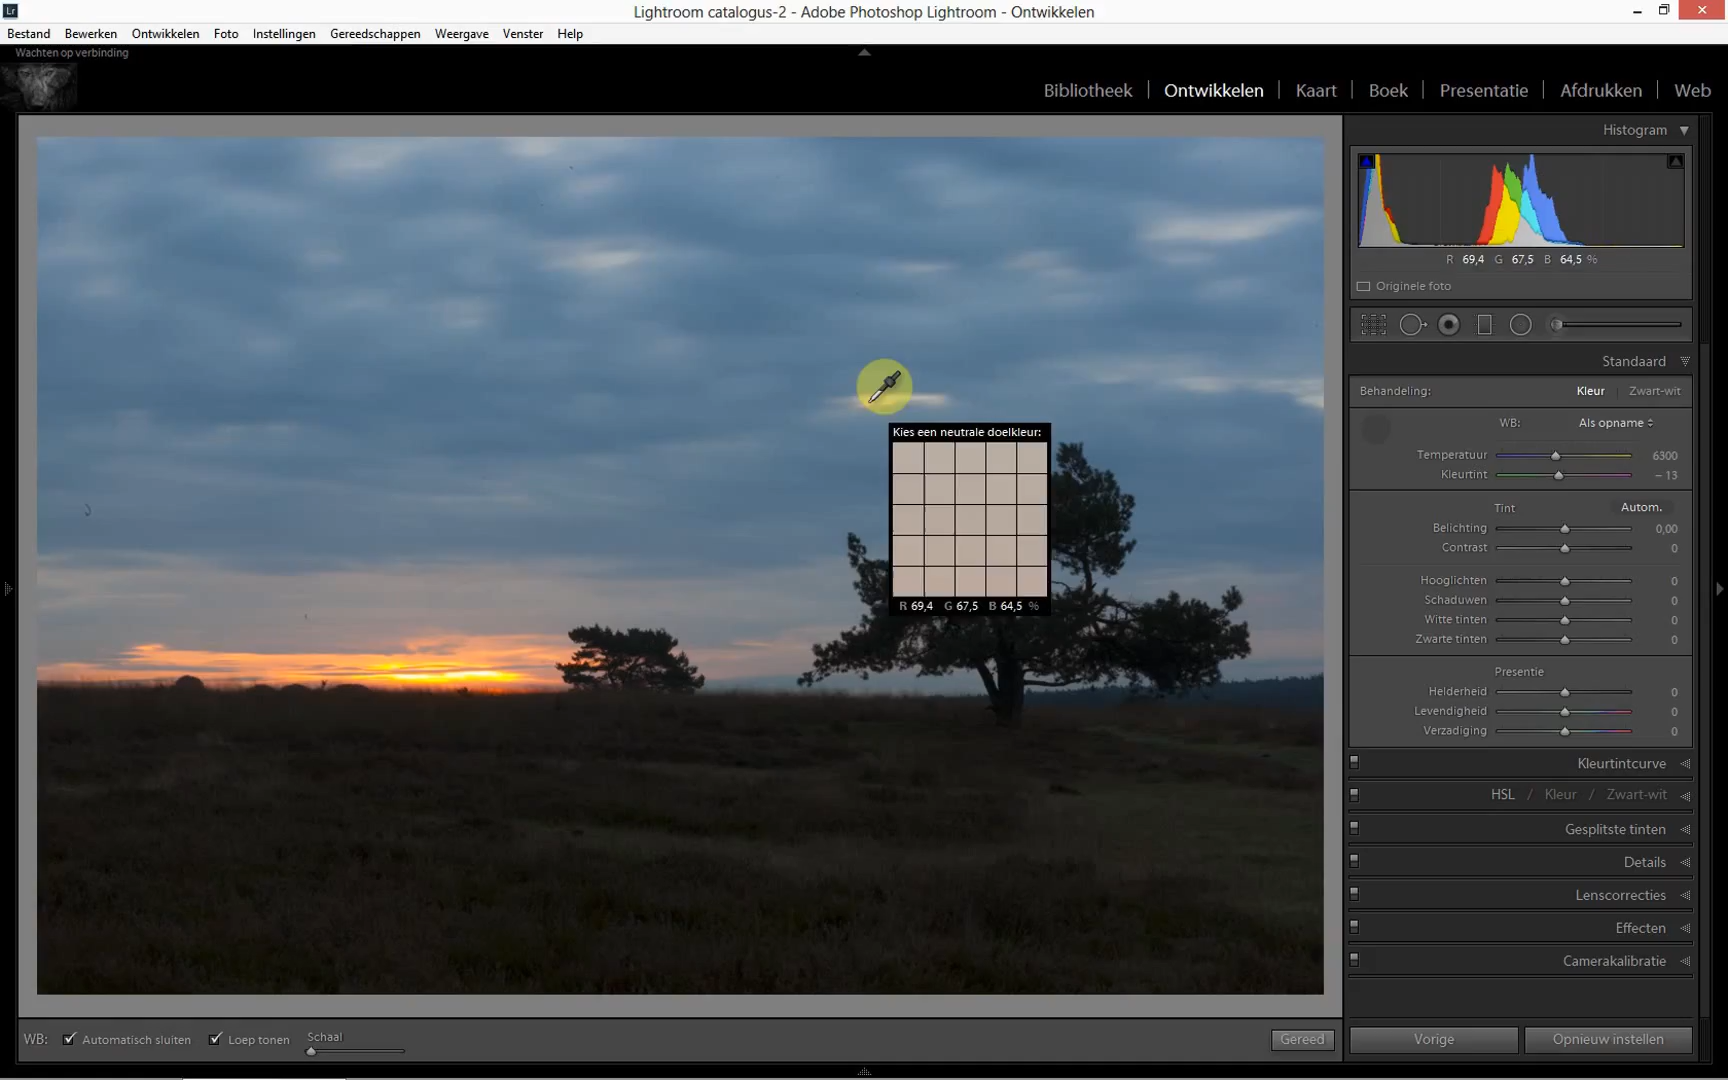 Lr
Lightroom catalogus-2 - Adobe Photoshop Lightroom - Ontwikkelen
Bestand Bewerken Ontwikkelen Foto Instellingen Gereedschappen Weergave Venster Help
Wachten op verbinding
Bibliotheek | Ontwikkelen | Kaart | Boek | Presentatie | Afdrukken | Web
Histogram
R 69,4 G 67,5 B 64,5 %
Originele foto
Standaard
Behandeling: Kleur | Zwart-wit
WB: Als opname
Temperatuur 6300
Kleurtint – 13
Tint Autom.
Belichting 0,00
Contrast 0
Hooglichten 0
Schaduwen 0
Witte tinten 0
Zwarte tinten 0
Presentie
Helderheid 0
Levendigheid 0
Verzadiging 0
Kleurtintcurve
HSL / Kleur / Zwart-wit
Gesplitste tinten
Details
Lenscorrecties
Effecten
Camerakalibratie
Kies een neutrale doelkleur:
R 69,4 G 67,5 B 64,5 %
WB: Automatisch sluiten Loep tonen Schaal Gereed
Vorige Opnieuw instellen